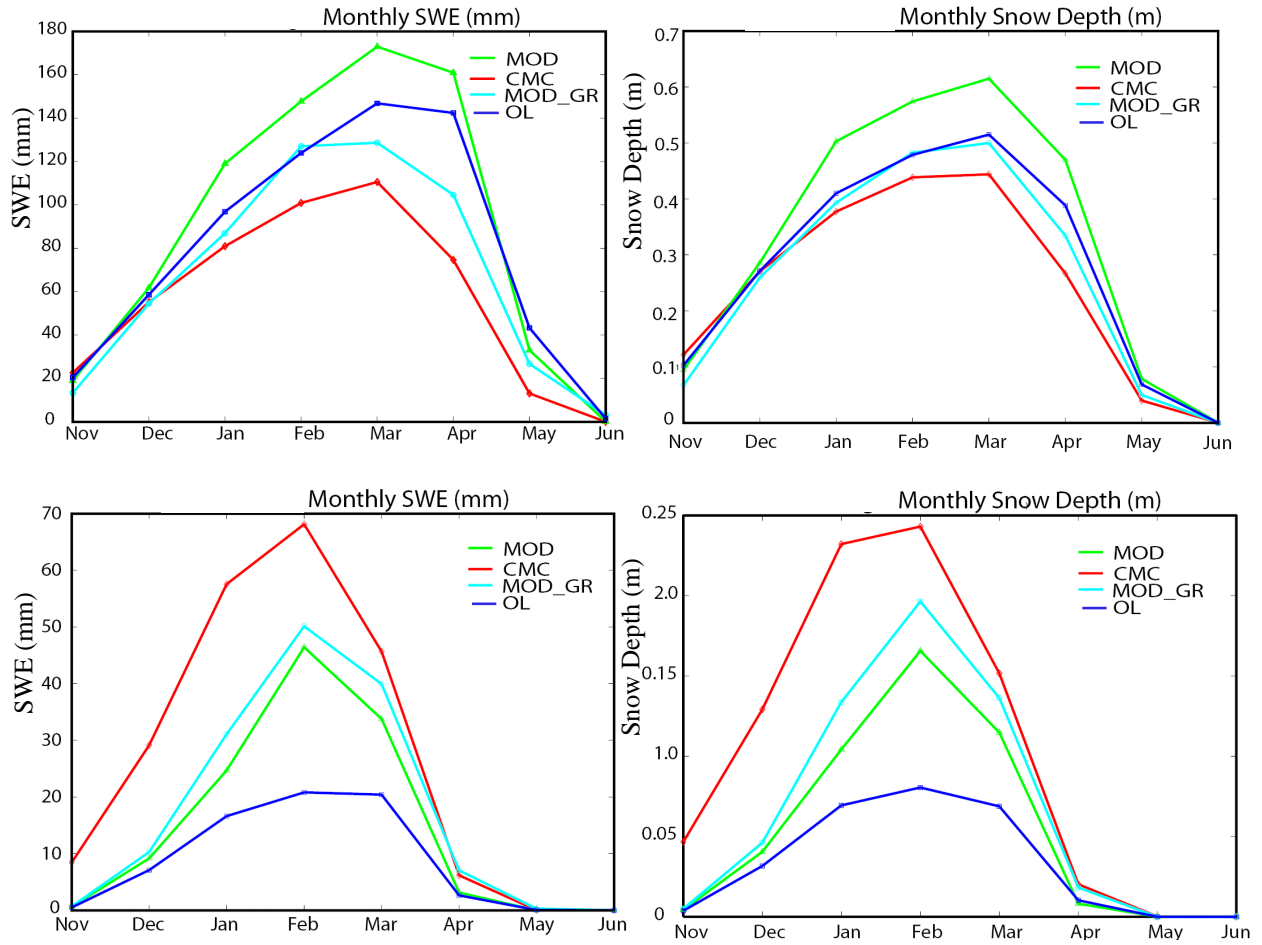 Monthly SWE (mm)
180
160
140
120
100
80
60
40
20
0
SWE (mm)
MOD
CMC
MOD_GR
OL
Nov Dec Jan Feb Mar Apr May Jun
Monthly Snow Depth (m)
0.7
0.6
0.5
0.4
0.3
0.2
0.1
0
Snow Depth (m)
MOD
CMC
MOD_GR
OL
Nov Dec Jan Feb Mar Apr May Jun
Monthly SWE (mm)
70
60
50
40
30
20
10
0
SWE (mm)
MOD
CMC
MOD_GR
OL
Nov Dec Jan Feb Mar Apr May Jun
Monthly Snow Depth (m)
0.25
2.0
0.15
1.0
0.05
0
Snow Depth (m)
MOD
CMC
MOD_GR
OL
Nov Dec Jan Feb Mar Apr May Jun